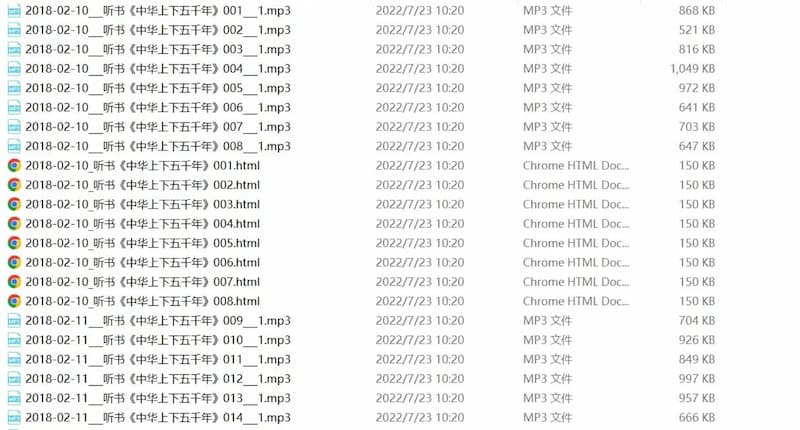 2018-02-10___听书《中华上下五千年》001___1.mp3 2022/7/23 10:20 MP3 文件 868 KB
2018-02-10___听书《中华上下五千年》002___1.mp3 2022/7/23 10:20 MP3 文件 521 KB
2018-02-10___听书《中华上下五千年》003___1.mp3 2022/7/23 10:20 MP3 文件 816 KB
2018-02-10___听书《中华上下五千年》004___1.mp3 2022/7/23 10:20 MP3 文件 1,049 KB
2018-02-10___听书《中华上下五千年》005___1.mp3 2022/7/23 10:20 MP3 文件 972 KB
2018-02-10___听书《中华上下五千年》006___1.mp3 2022/7/23 10:20 MP3 文件 641 KB
2018-02-10___听书《中华上下五千年》007___1.mp3 2022/7/23 10:20 MP3 文件 703 KB
2018-02-10___听书《中华上下五千年》008___1.mp3 2022/7/23 10:20 MP3 文件 647 KB
2018-02-10_听书《中华上下五千年》001.html 2022/7/23 10:20 Chrome HTML Doc... 150 KB
2018-02-10_听书《中华上下五千年》002.html 2022/7/23 10:20 Chrome HTML Doc... 150 KB
2018-02-10_听书《中华上下五千年》003.html 2022/7/23 10:20 Chrome HTML Doc... 150 KB
2018-02-10_听书《中华上下五千年》004.html 2022/7/23 10:20 Chrome HTML Doc... 150 KB
2018-02-10_听书《中华上下五千年》005.html 2022/7/23 10:20 Chrome HTML Doc... 150 KB
2018-02-10_听书《中华上下五千年》006.html 2022/7/23 10:20 Chrome HTML Doc... 150 KB
2018-02-10_听书《中华上下五千年》007.html 2022/7/23 10:20 Chrome HTML Doc... 150 KB
2018-02-10_听书《中华上下五千年》008.html 2022/7/23 10:20 Chrome HTML Doc... 150 KB
2018-02-11___听书《中华上下五千年》009___1.mp3 2022/7/23 10:20 MP3 文件 704 KB
2018-02-11___听书《中华上下五千年》010___1.mp3 2022/7/23 10:20 MP3 文件 926 KB
2018-02-11___听书《中华上下五千年》011___1.mp3 2022/7/23 10:20 MP3 文件 849 KB
2018-02-11___听书《中华上下五千年》012___1.mp3 2022/7/23 10:20 MP3 文件 997 KB
2018-02-11___听书《中华上下五千年》013___1.mp3 2022/7/23 10:20 MP3 文件 957 KB
2018-02-11___听书《中华上下五千年》014___1.mp3 2022/7/23 10:20 MP3 文件 666 KB